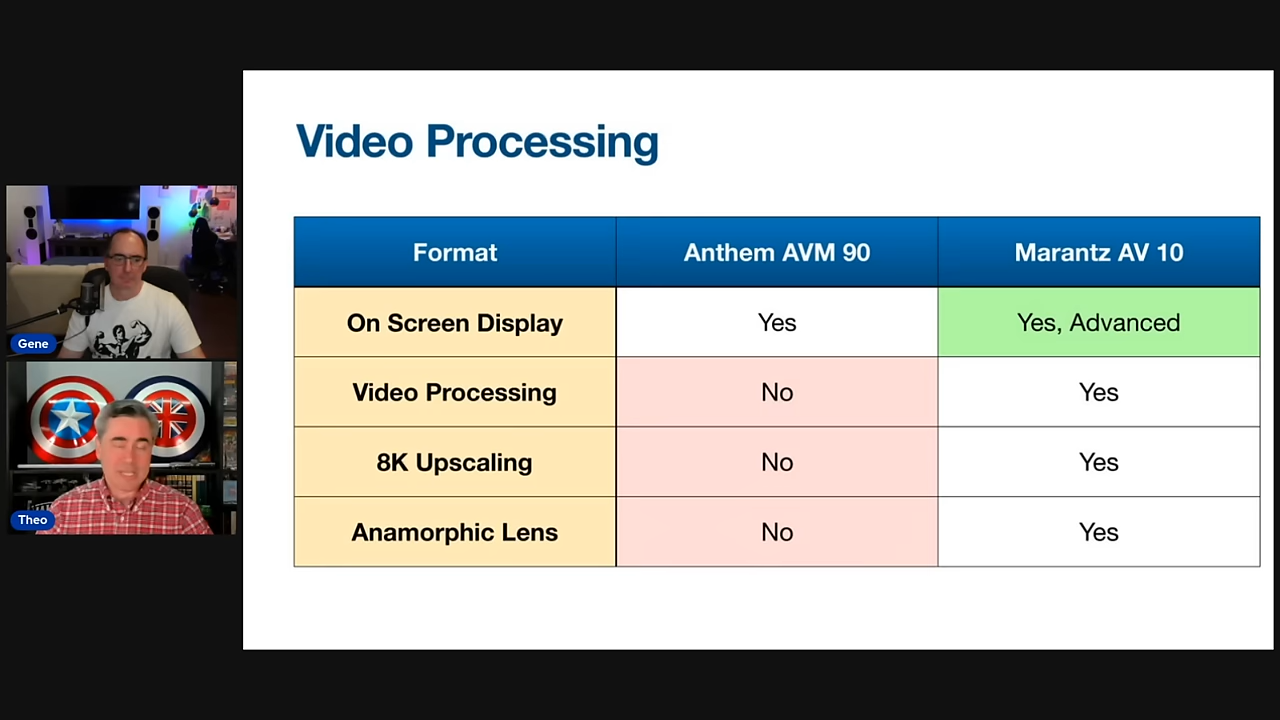 Video Processing
Format Anthem AVM 90 Marantz AV 10
On Screen Display Yes Yes, Advanced
Video Processing No Yes
8K Upscaling No Yes
Anamorphic Lens No Yes
Gene
Theo